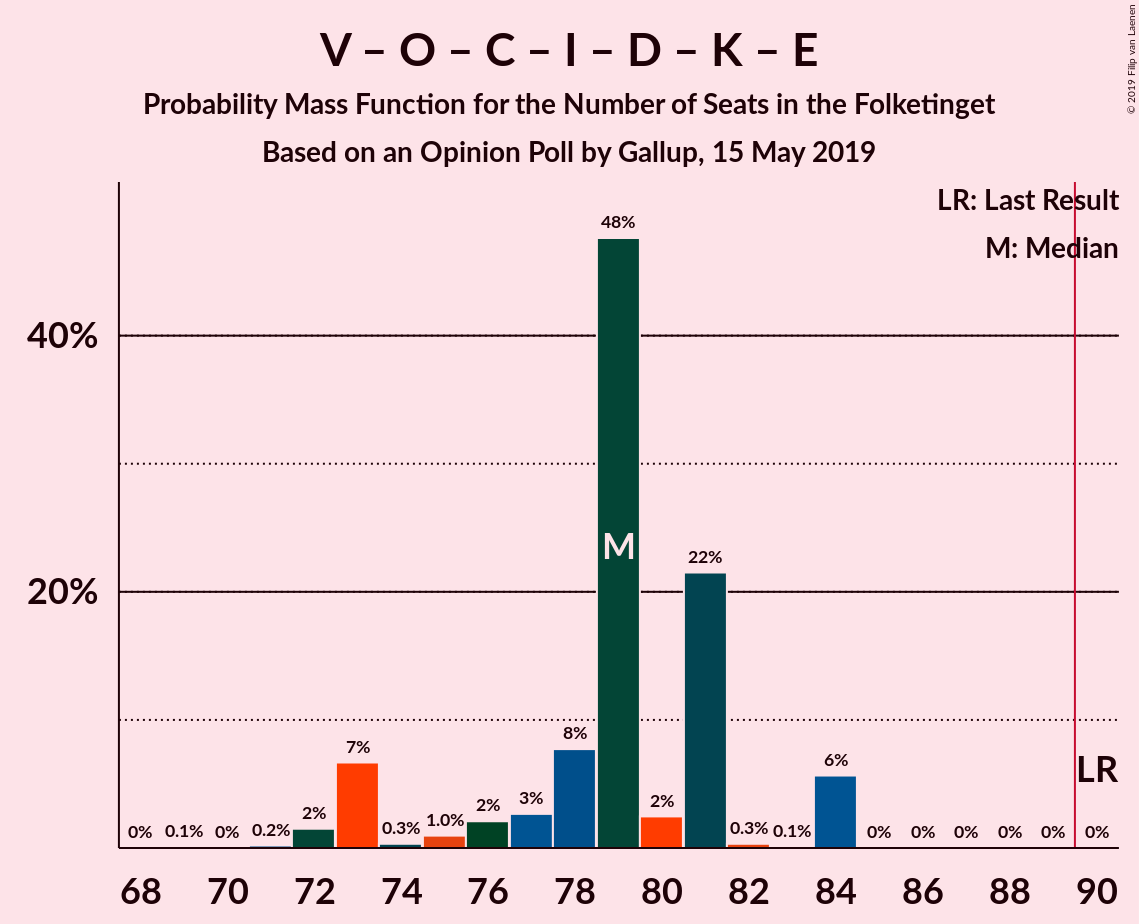 V – O – C – I – D – K – E
Probability Mass Function for the Number of Seats in the Folketinget
Based on an Opinion Poll by Gallup, 15 May 2019
© 2019 Filip van Laenen
LR: Last Result
M: Median
40%
20%
48%
M
22%
8%
7%
6%
LR
0%
0.1%
0%
0.2%
2%
0.3%
1.0%
2%
3%
2%
0.3%
0.1%
0%
0%
0%
0%
0%
0%
68 70 72 74 76 78 80 82 84 86 88 90